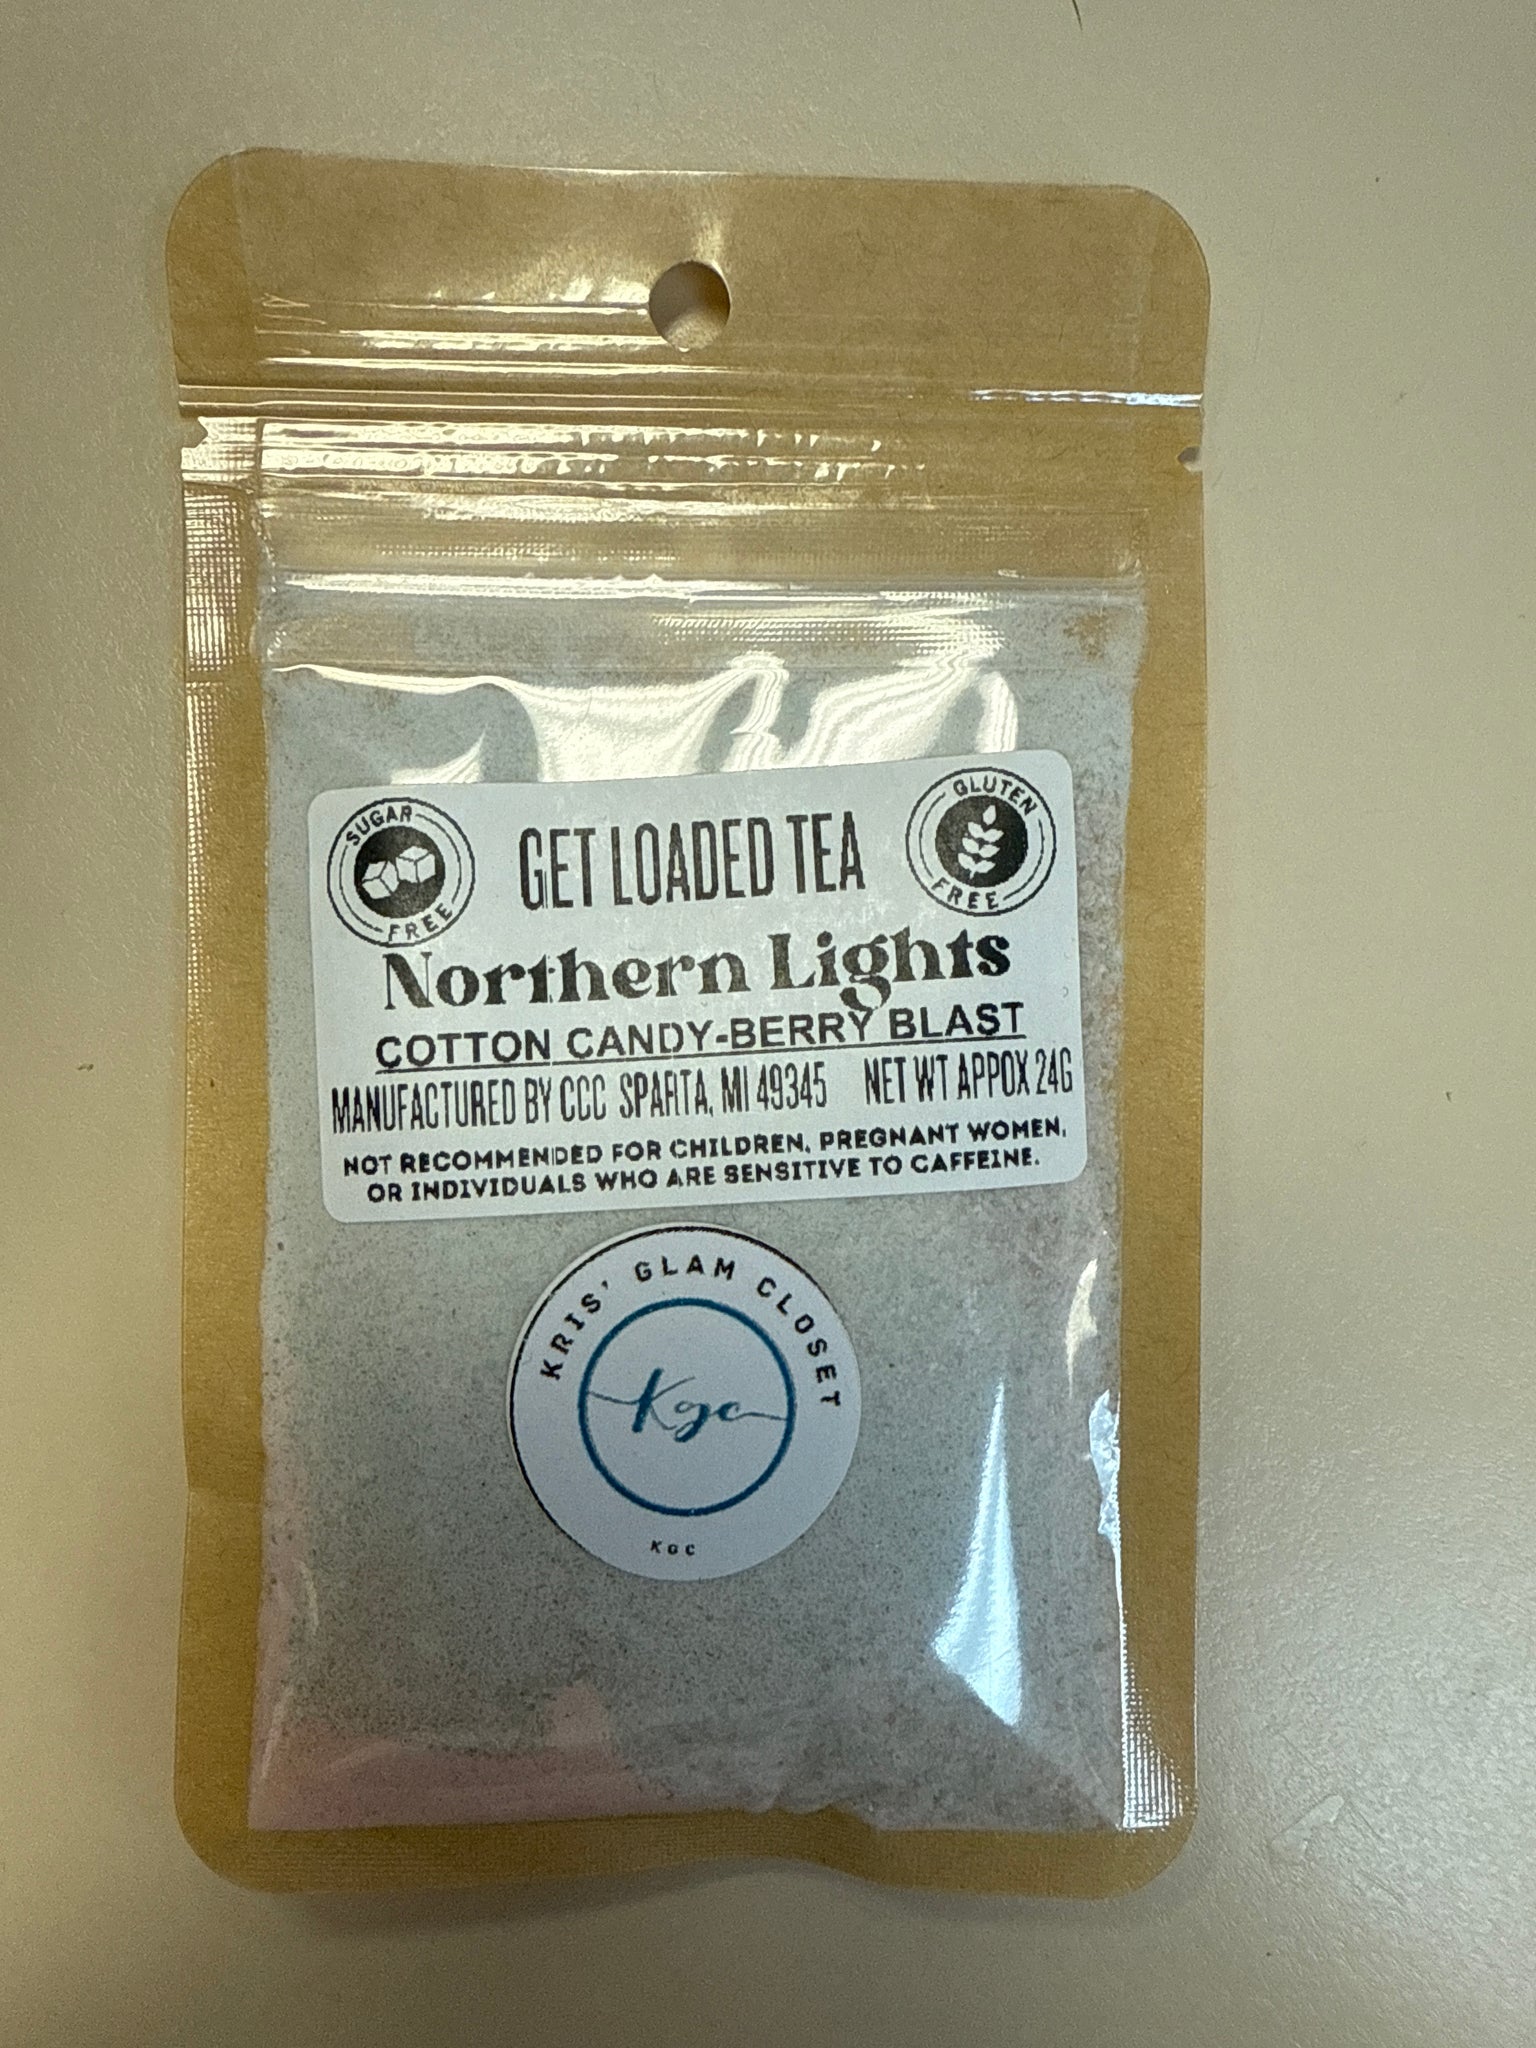 SUGAR FREE
GET LOADED TEA
GLUTEN FREE
Northern Lights
COTTON CANDY-BERRY BLAST
MANUFACTURED BY CCC SPARTA, MI 49345 NET WT APPOX 24G
NOT RECOMMENDED FOR CHILDREN, PREGNANT WOMEN,
OR INDIVIDUALS WHO ARE SENSITIVE TO CAFFEINE.
KRIS' GLAM CLOSET
Kgc
KGC